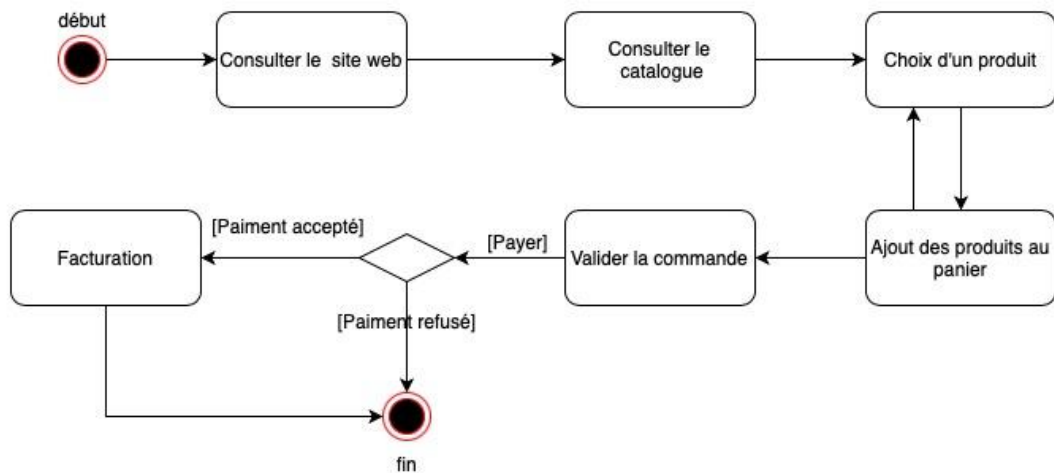 début
Consulter le site web
Consulter le
catalogue
Choix d'un produit
Ajout des produits au
panier
Valider la commande
[Payer]
[Paiment accepté]
Facturation
[Paiment refusé]
fin